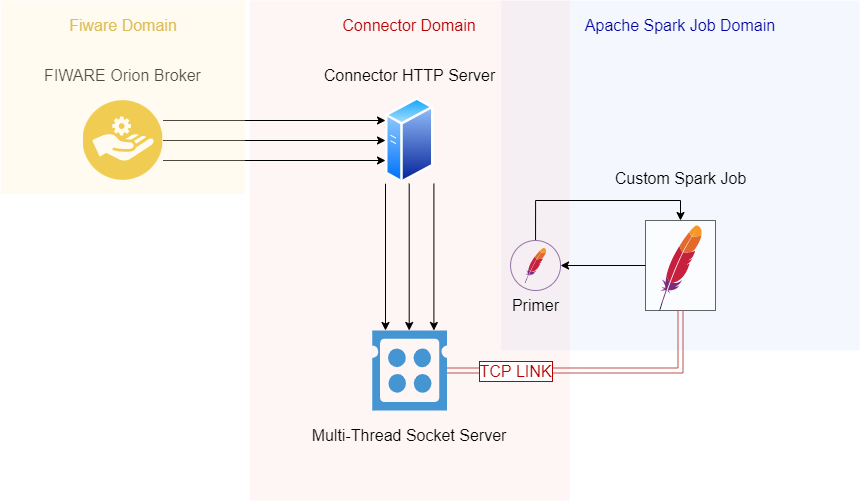 Fiware Domain
Connector Domain
Apache Spark Job Domain
FIWARE Orion Broker
Connector HTTP Server
Custom Spark Job
Primer
TCP LINK
Multi-Thread Socket Server